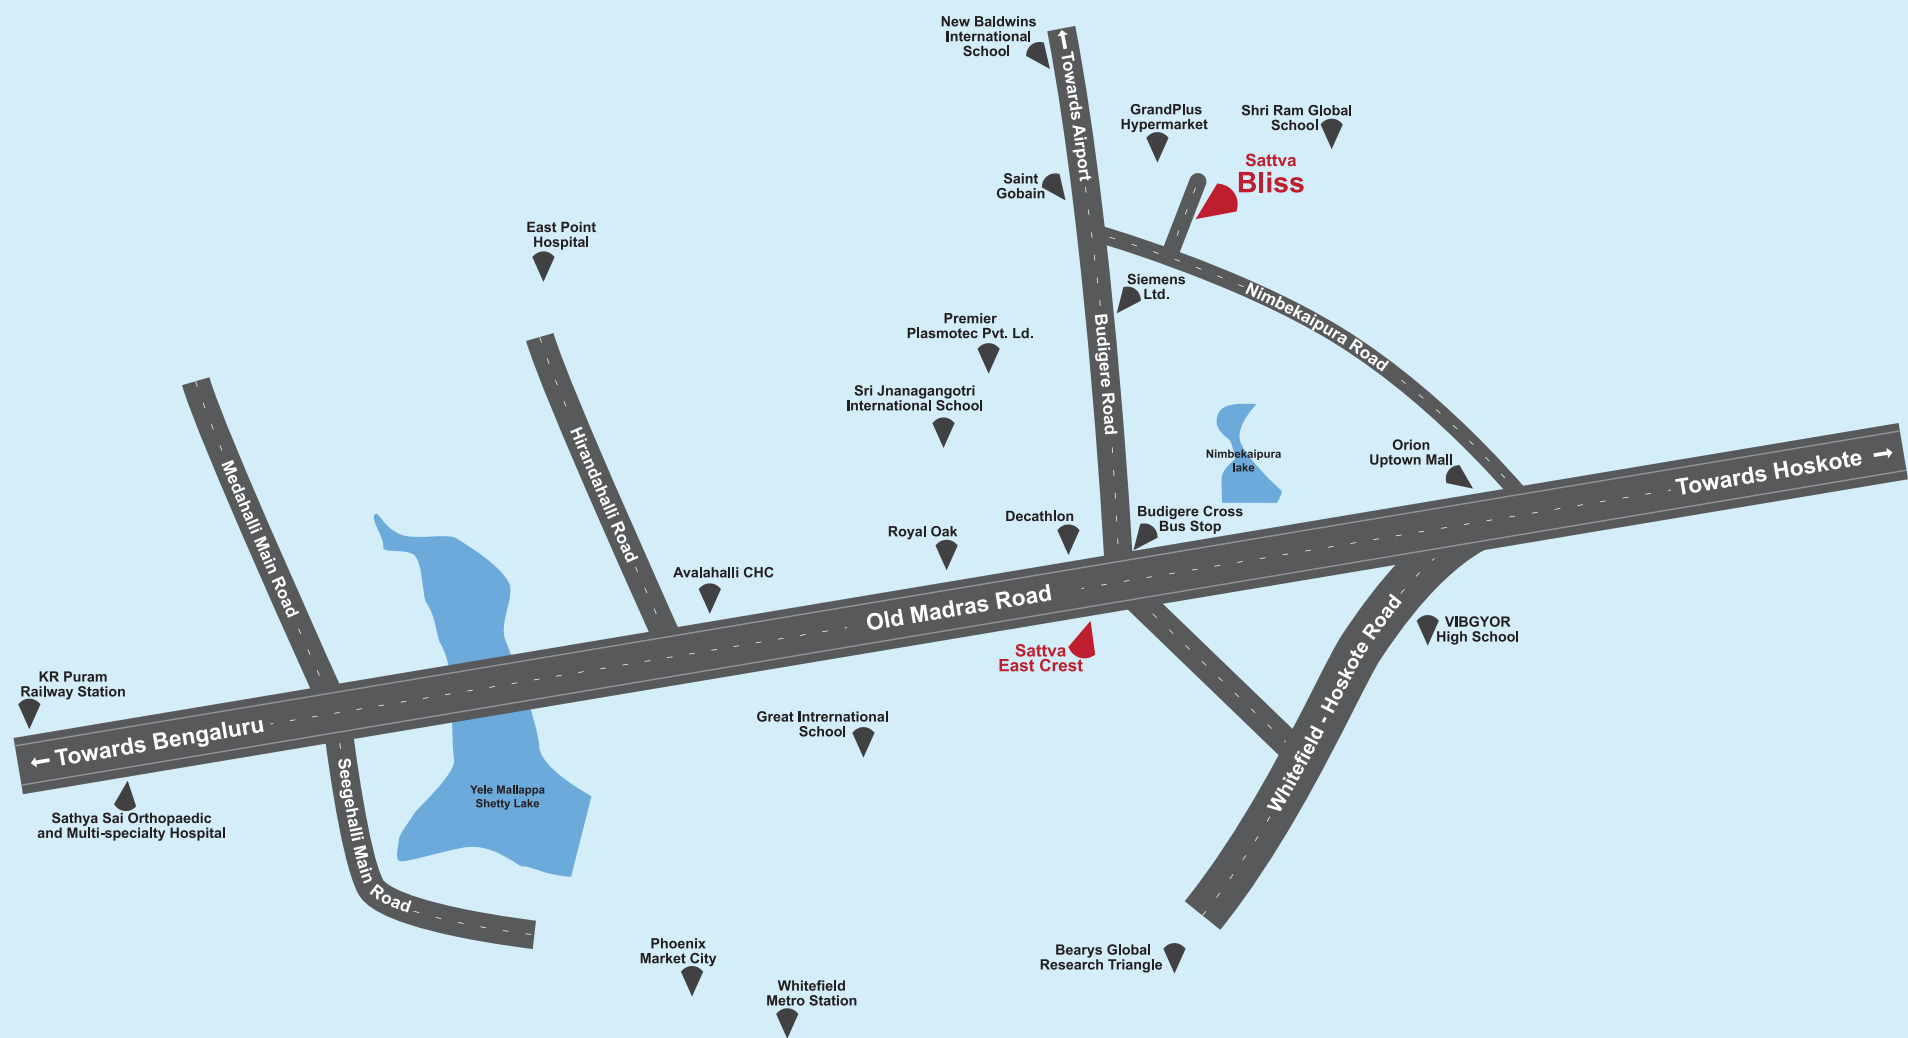 New Baldwins
International
School
Towards Airport
GrandPlus
Hypermarket
Shri Ram Global
School
Sattva
Bliss
Saint
Gobain
East Point
Hospital
Siemens
Ltd.
Nimbekaipura Road
Premier
Plasmotec Pvt. Ld.
Budigere Road
Sri Jnanagangotri
International School
Hirandahalli Road
Medahalli Main Road
Nimbekaipura
lake
Orion
Uptown Mall
Towards Hoskote
Royal Oak
Decathlon
Budigere Cross
Bus Stop
Avalahalli CHC
Old Madras Road
Sattva
East Crest
VIBGYOR
High School
Whitefield - Hoskote Road
KR Puram
Railway Station
Towards Bengaluru
Great Intrernational
School
Yele Mallappa
Shetty Lake
Seegehalli Main Road
Sathya Sai Orthopaedic
and Multi-specialty Hospital
Phoenix
Market City
Bearys Global
Research Triangle
Whitefield
Metro Station